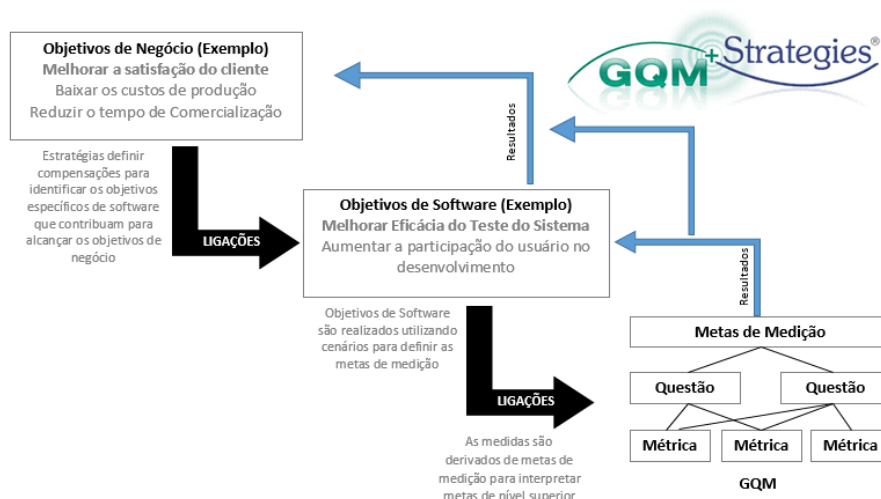 GQM+Strategies®
Objetivos de Negócio (Exemplo)
Melhorar a satisfação do cliente
Baixar os custos de produção
Reduzir o tempo de Comercialização
Resultados
Estratégias definir
compensações para
identificar os objetivos
específicos de software
que contribuam para
alcançar os objetivos de
negócio
LIGAÇÕES
Objetivos de Software (Exemplo)
Melhorar Eficácia do Teste do Sistema
Aumentar a participação do usuário no
desenvolvimento
Resultados
Objetivos de Software
são realizados utilizando
cenários para definir as
metas de medição
LIGAÇÕES
Metas de Medição
Questão
Questão
Métrica
Métrica
Métrica
As medidas são
derivados de metas de
medição para interpretar
metas de nível superior
GQM